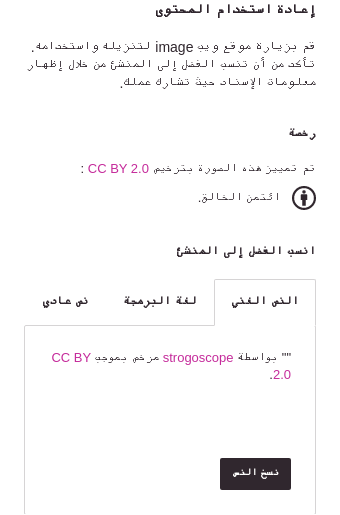 إعادة استخدام المحتوى
قم بزيارة موقع ويب image لتنزيله واستخدامه.
تأكد من أن تنسب الفضل إلى المنشئ من خلال إظهار
معلومات الإسناد حيث تشارك عملك.
رخصة
تم تمييز هذه الصورة بترخيص CC BY 2.0 :
ائتمن الخالق.
انسب الفضل إلى المنشئ
النص الغني
لغة البرمجة
نص عادي
"" بواسطة strogoscope مرخص بموجب CC BY
2.0.
نسخ النص